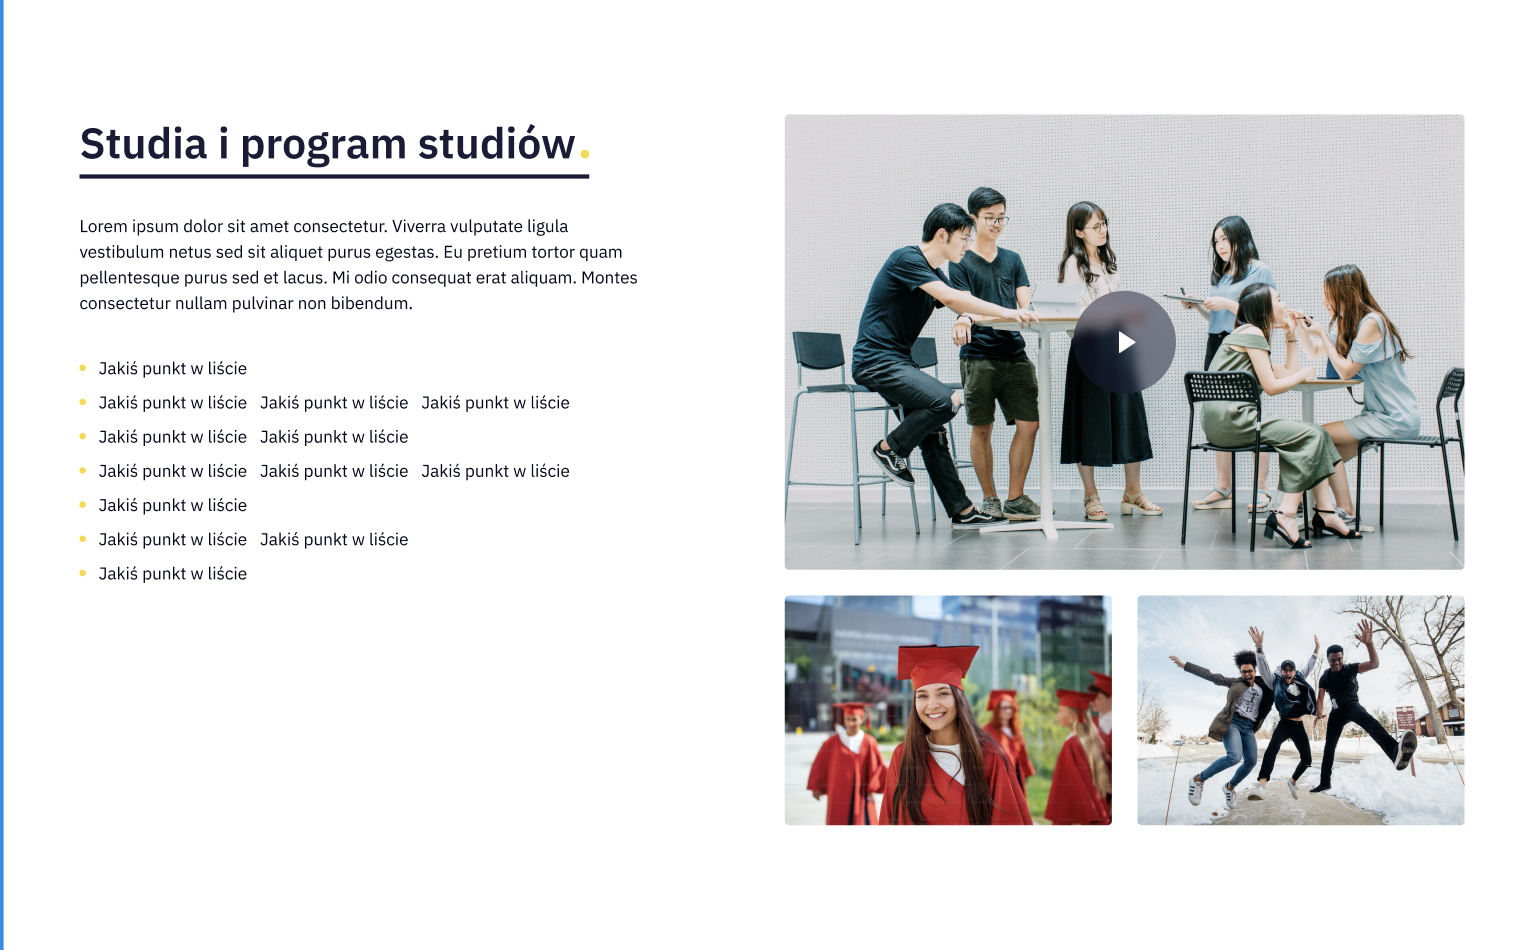 Studia i program studiów.
Lorem ipsum dolor sit amet consectetur. Viverra vulputate ligula
vestibulum netus sed sit aliquet purus egestas. Eu pretium tortor quam
pellentesque purus sed et lacus. Mi odio consequat erat aliquam. Montes
consectetur nullam pulvinar non bibendum.
Jakiś punkt w liście
Jakiś punkt w liście Jakiś punkt w liście Jakiś punkt w liście
Jakiś punkt w liście Jakiś punkt w liście
Jakiś punkt w liście Jakiś punkt w liście Jakiś punkt w liście
Jakiś punkt w liście
Jakiś punkt w liście Jakiś punkt w liście
Jakiś punkt w liście